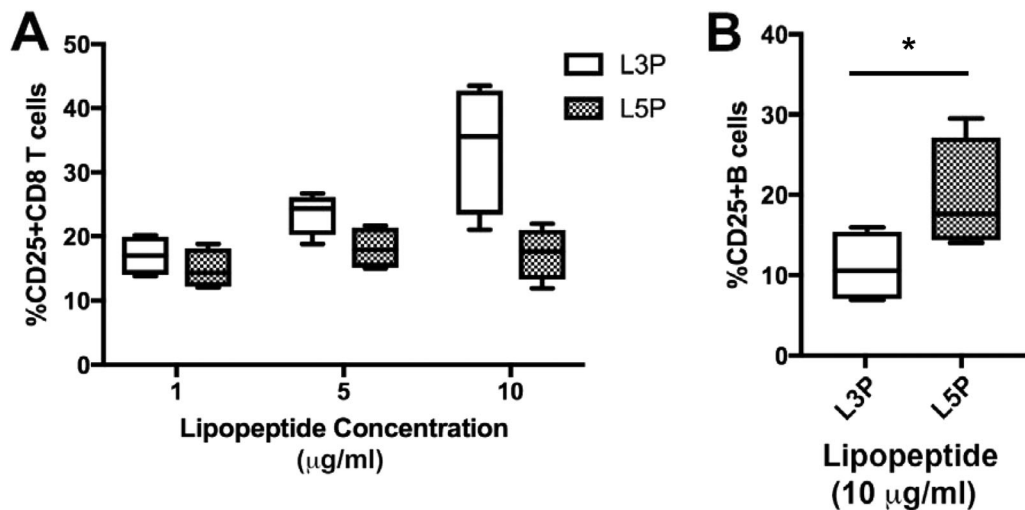 A
50
40
30
20
10
0
%CD25+CD8 T cells
L3P
L5P
1 5 10
Lipopeptide Concentration
(μg/ml)
B
40
30
20
10
0
%CD25+B cells
*
L3P L5P
Lipopeptide
(10 μg/ml)